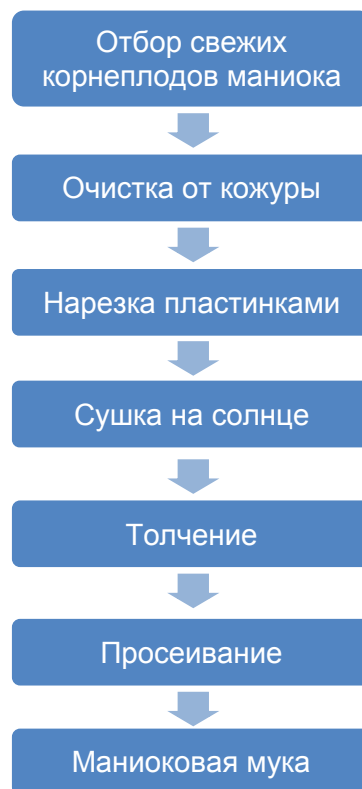 Отбор свежих
корнеплодов маниока
Очистка от кожуры
Нарезка пластинками
Сушка на солнце
Толчение
Просеивание
Маниоковая мука